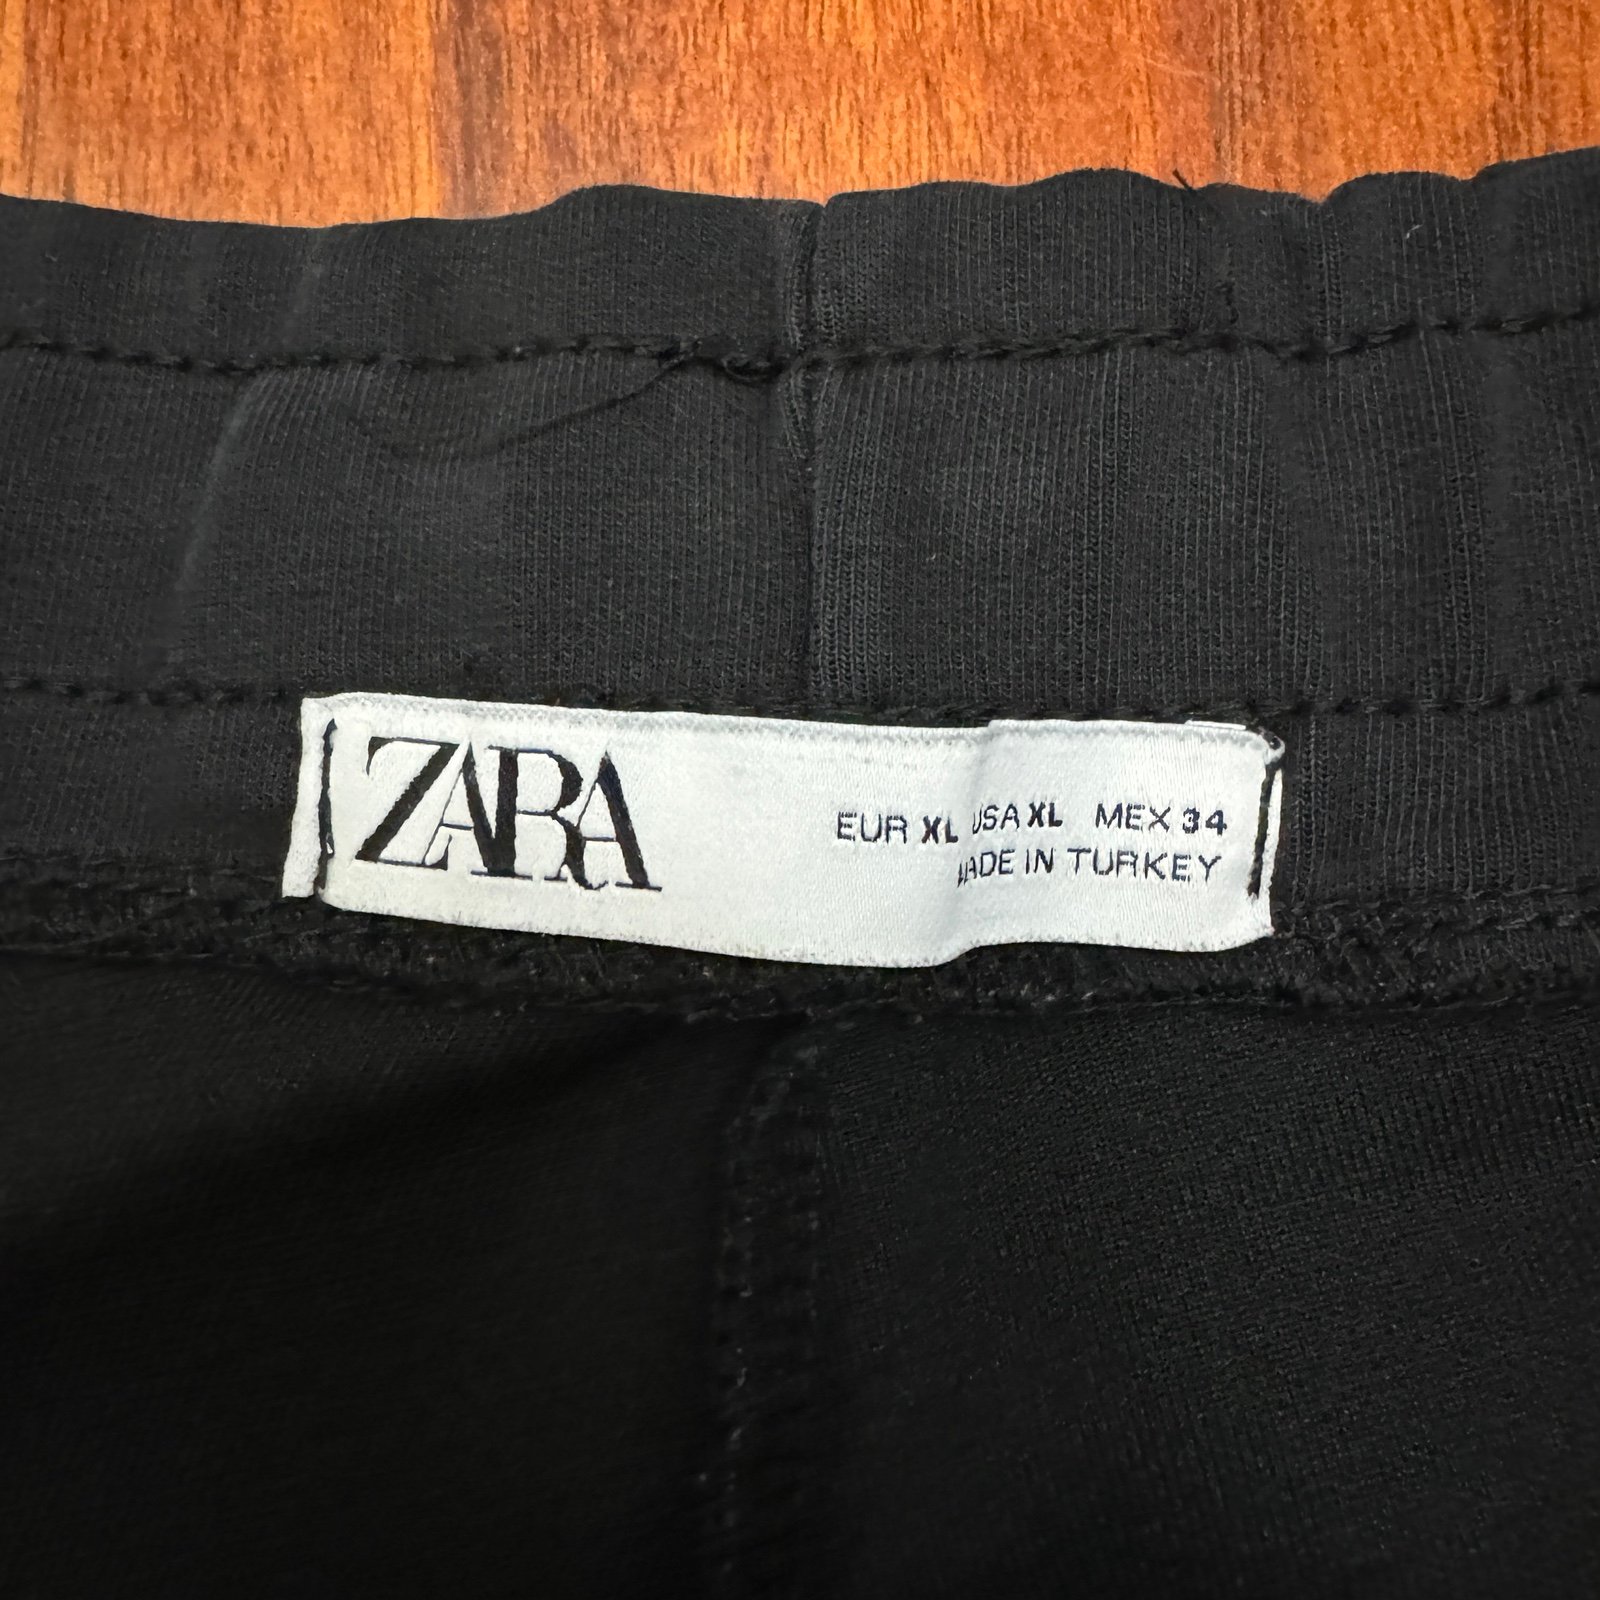 ZARA
EUR XL USA XL MEX 34
MADE IN TURKEY